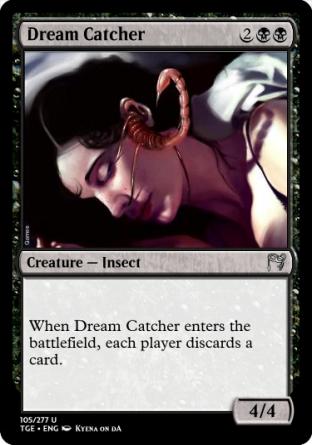 Dream Catcher 2
Gunnes
Creature — Insect
When Dream Catcher enters the
battlefield, each player discards a
card.
4/4
105/277 U
TGE • ENG Kyena on dA